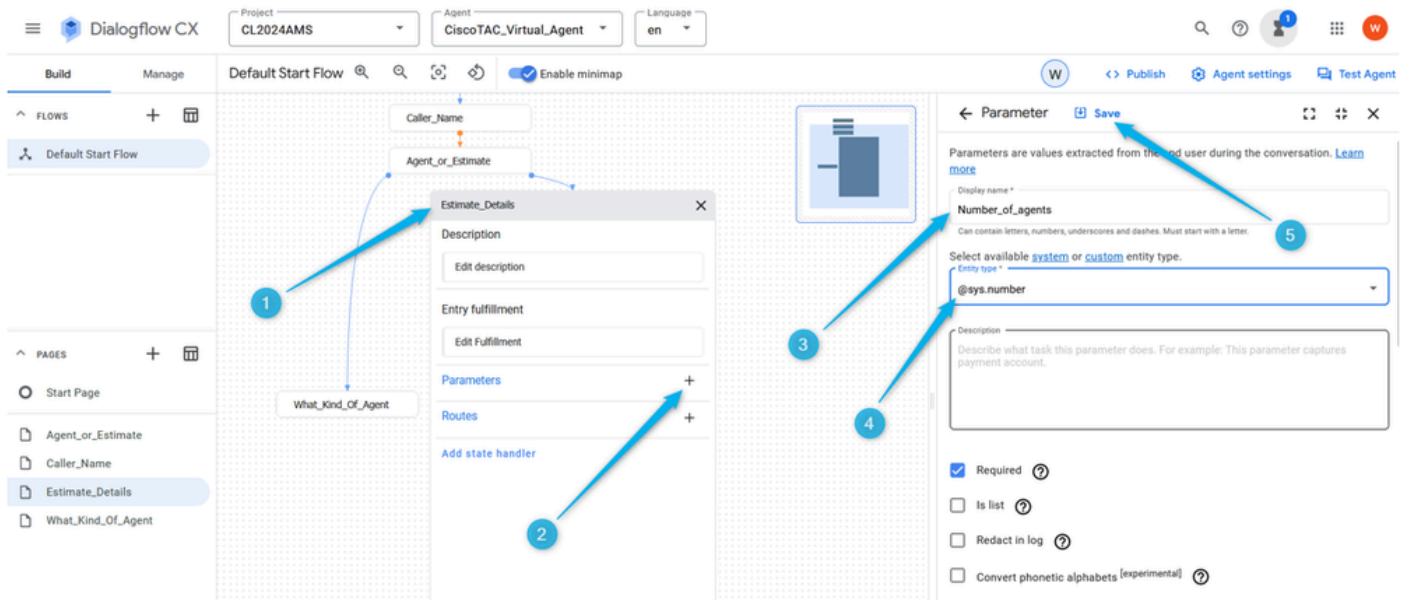 Dialogflow CX
Project
CL2024AMS
Agent
CiscoTAC_Virtual_Agent
Language
en
1
W
Build
Manage
Default Start Flow
Enable minimap
W
Publish
Agent settings
Test Agent
FLOWS
Default Start Flow
PAGES
Start Page
Agent_or_Estimate
Caller_Name
Estimate_Details
What_Kind_Of_Agent
Caller_Name
Agent_or_Estimate
Estimate_Details
Description
Edit description
Entry fulfillment
Edit Fulfillment
Parameters
Routes
Add state handler
What_Kind_Of_Agent
1
2
Parameter
Save
Parameters are values extracted from the end user during the conversation. Learn
more
Display name *
Number_of_agents
Can contain letters, numbers, underscores and dashes. Must start with a letter.
5
3
Select available system or custom entity type.
Entity type *
@sys.number
4
Description
Describe what task this parameter does. For example: This parameter captures
payment account.
Required
Is list
Redact in log
Convert phonetic alphabets [experimental]